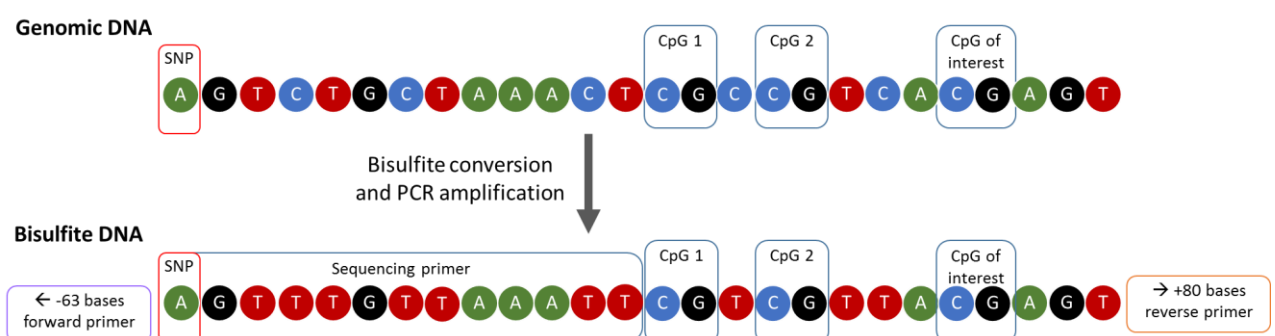 Genomic DNA
SNP
CpG 1
CpG 2
CpG of
interest
A G T C T G C T A A A C T C G C C G T C A C G A G T
Bisulfite conversion
and PCR amplification
Bisulfite DNA
SNP
Sequencing primer
CpG 1
CpG 2
CpG of
interest
← -63 bases
forward primer
A G T T T G T T A A A T T C G T C G T T A C G A G T
→ +80 bases
reverse primer